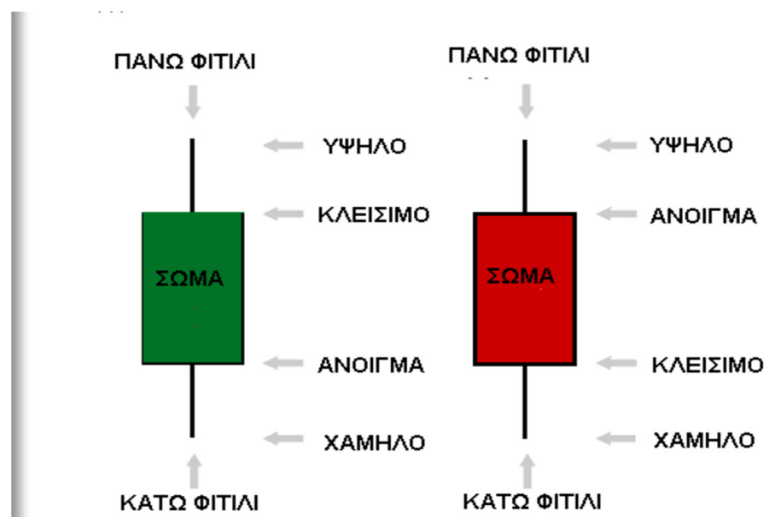 ΠΑΝΩ ΦΙΤΙΛΙ
ΥΨΗΛΟ
ΚΛΕΙΣΙΜΟ
ΣΩΜΑ
ΑΝΟΙΓΜΑ
ΧΑΜΗΛΟ
ΚΑΤΩ ΦΙΤΙΛΙ
ΠΑΝΩ ΦΙΤΙΛΙ
ΥΨΗΛΟ
ΑΝΟΙΓΜΑ
ΣΩΜΑ
ΚΛΕΙΣΙΜΟ
ΧΑΜΗΛΟ
ΚΑΤΩ ΦΙΤΙΛΙ